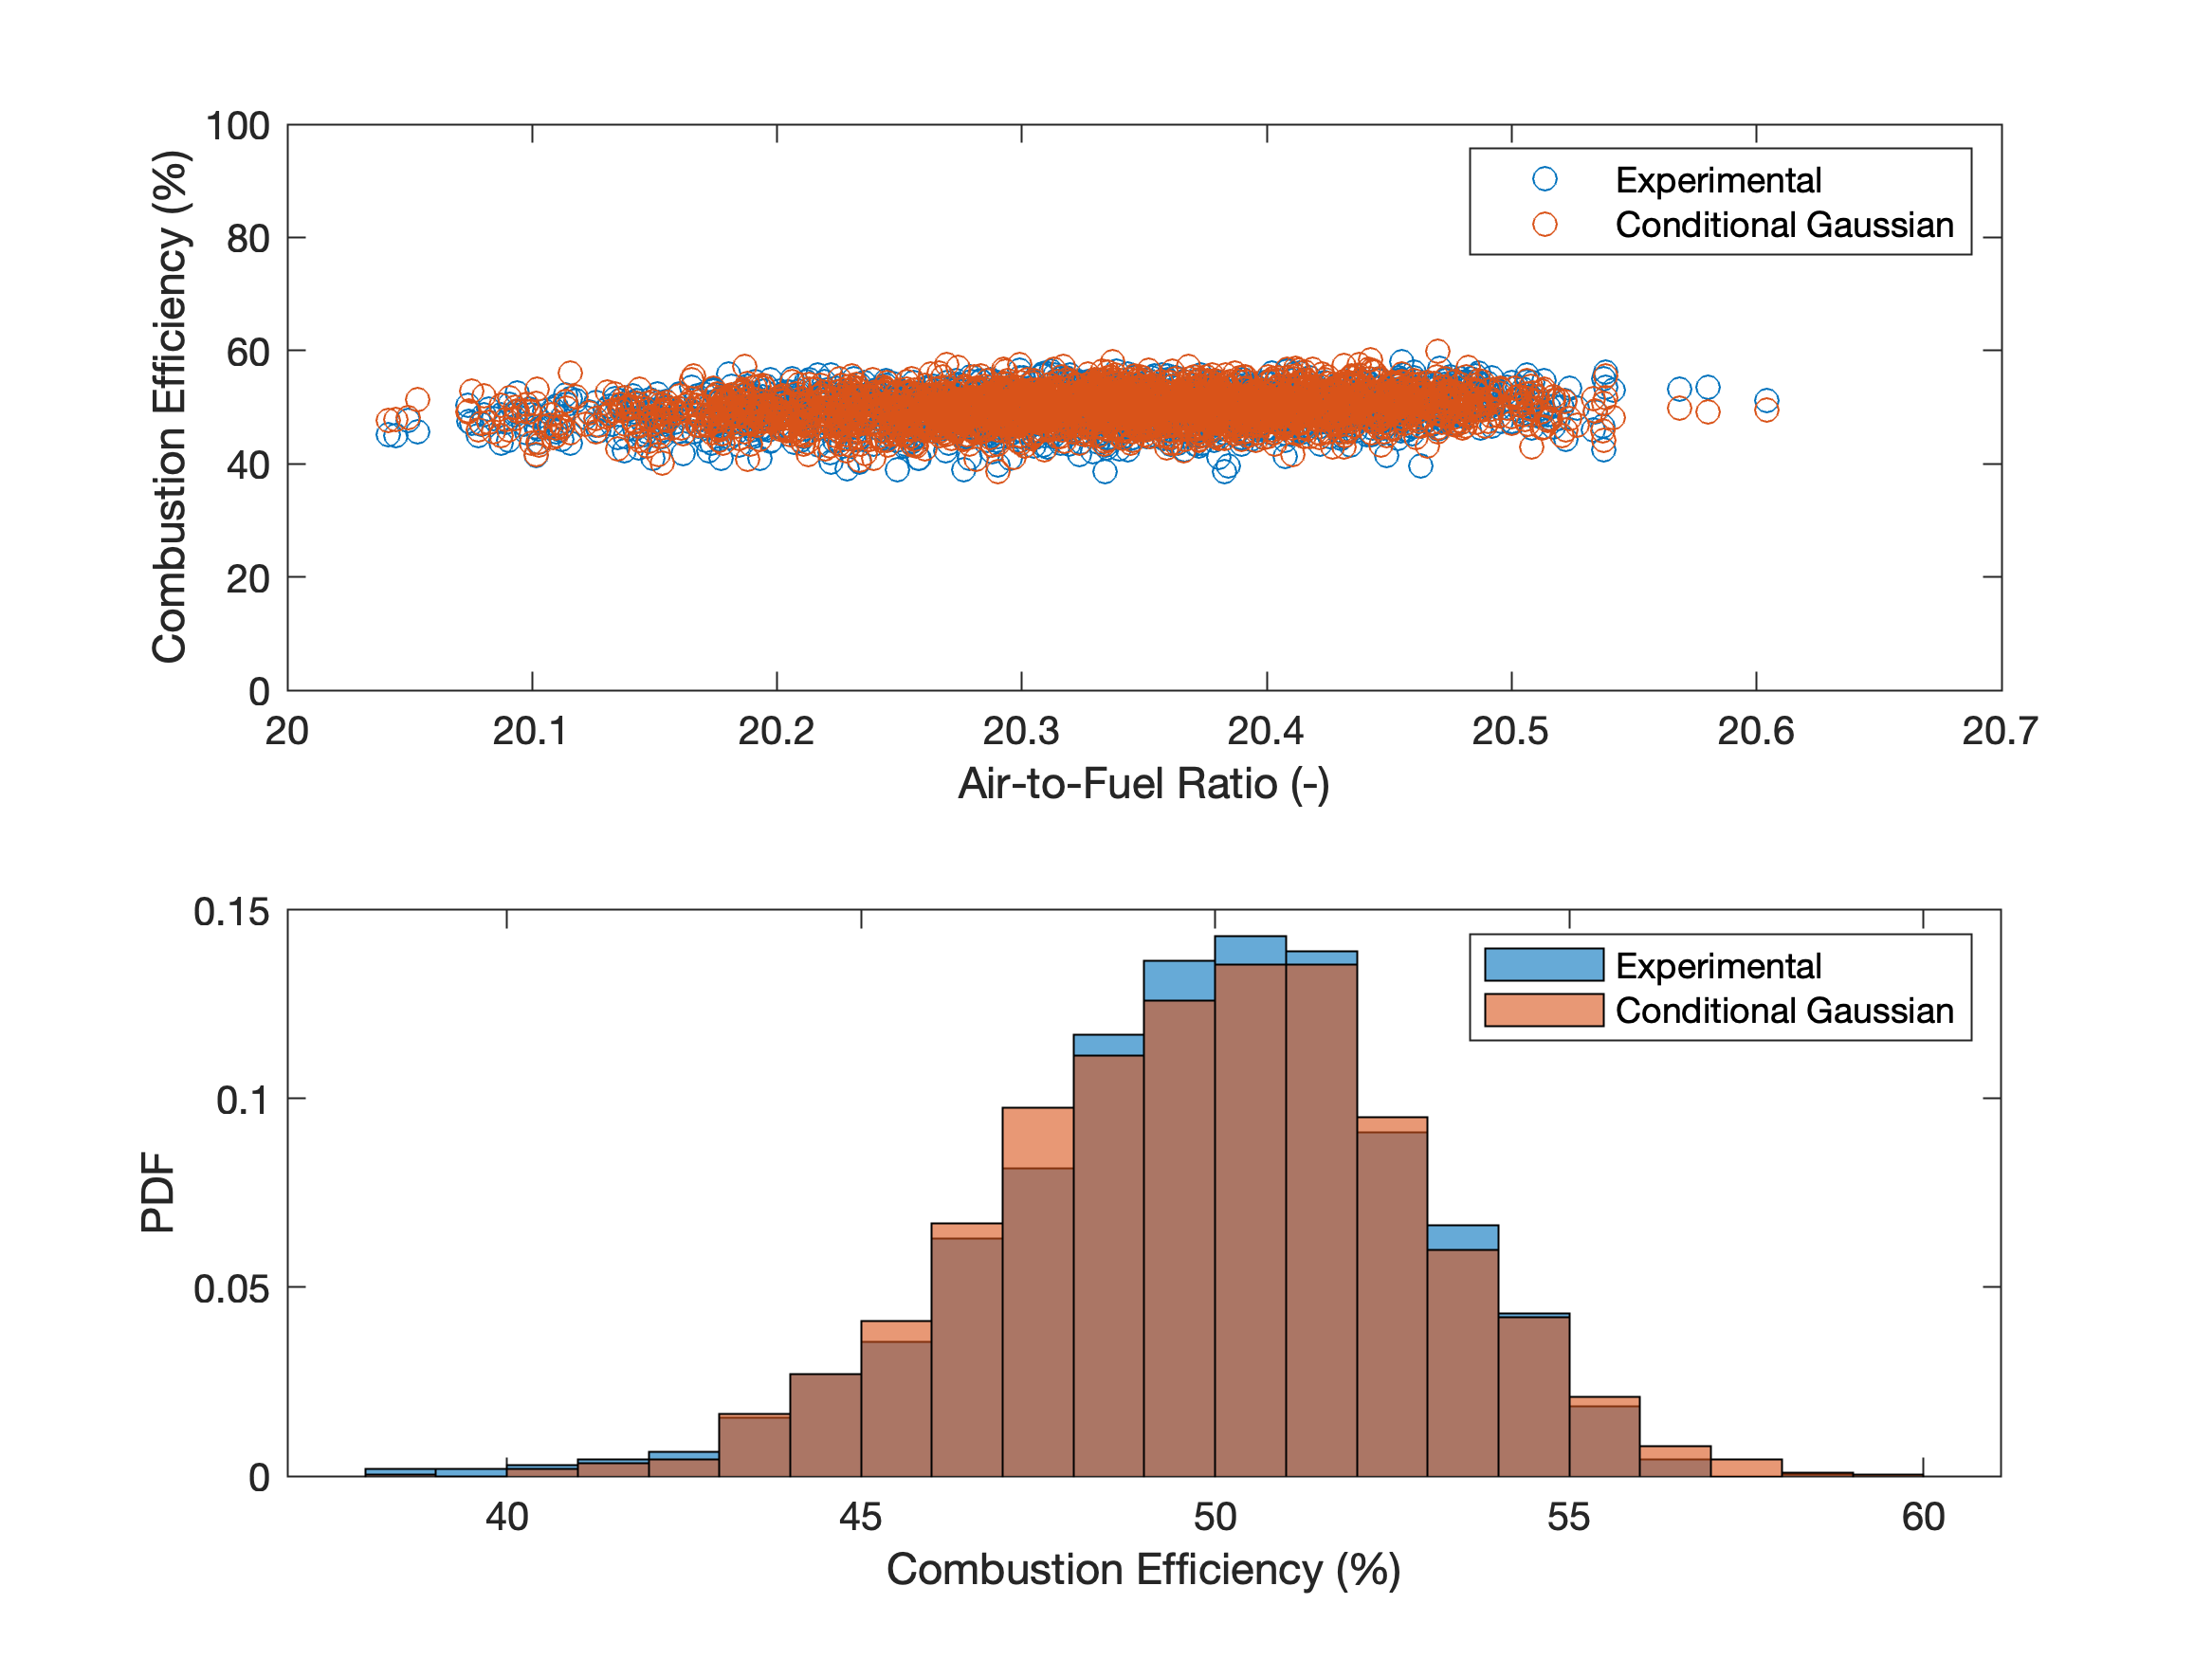 100
80
60
40
20
0
Combustion Efficiency (%)
Experimental
Conditional Gaussian
20 20.1 20.2 20.3 20.4 20.5 20.6 20.7
Air-to-Fuel Ratio (-)
0.15
0.1
0.05
0
PDF
Experimental
Conditional Gaussian
40 45 50 55 60
Combustion Efficiency (%)